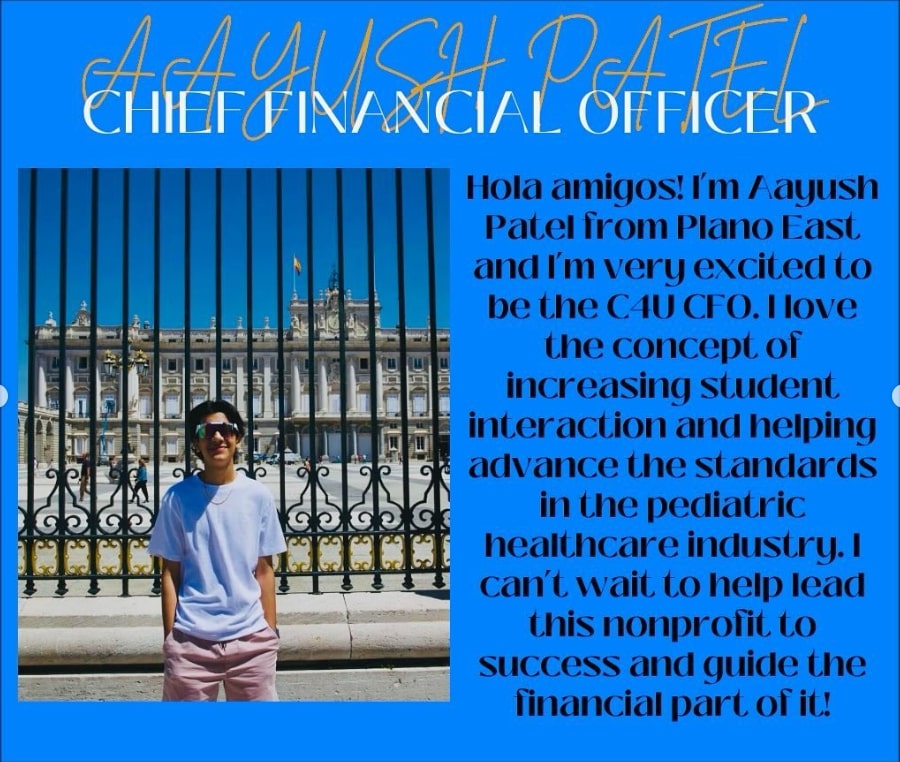 AAYUSH PATEL
CHIEF FINANCIAL OFFICER
Hola amigos! I'm Aayush
Patel from Plano East
and I'm very excited to
be the C4U CFO. I love
the concept of
increasing student
interaction and helping
advance the standards
in the pediatric
healthcare industry. I
can't wait to help lead
this nonprofit to
success and guide the
financial part of it!